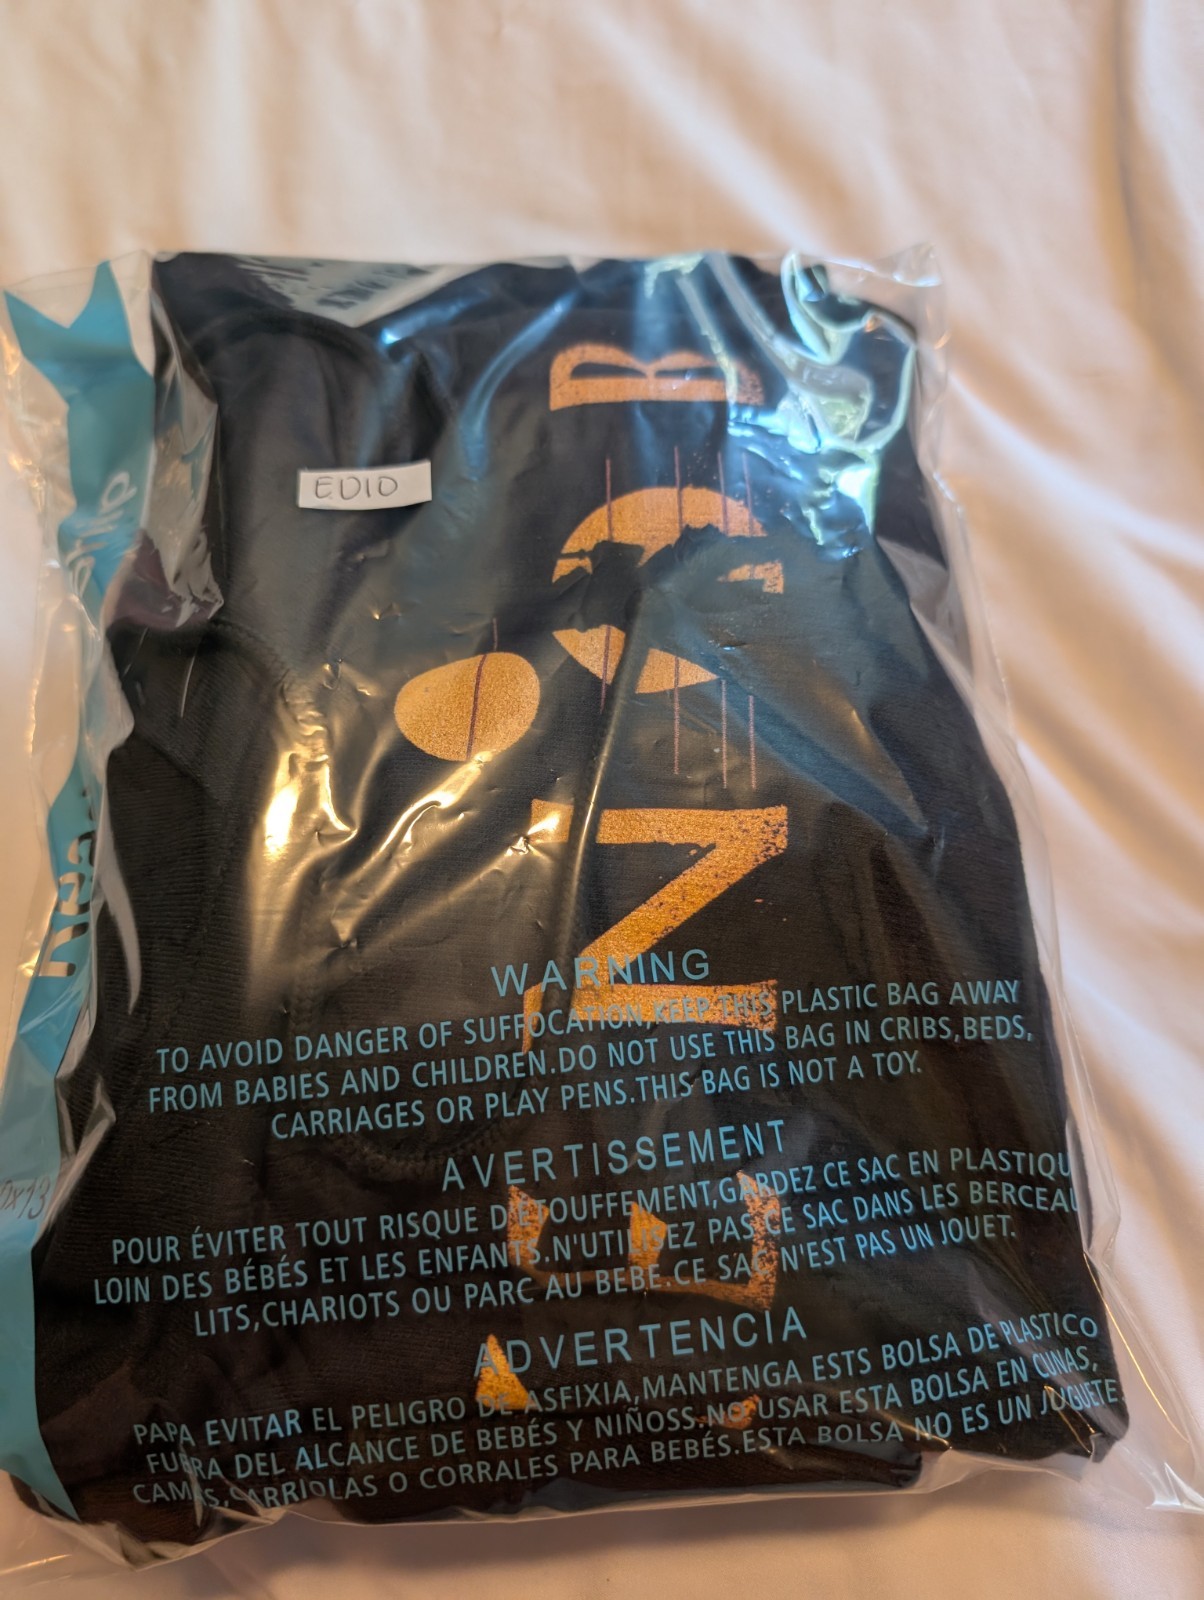 EDID
WARNING
TO AVOID DANGER OF SUFFOCATION,KEEP THIS PLASTIC BAG AWAY
FROM BABIES AND CHILDREN.DO NOT USE THIS BAG IN CRIBS,BEDS,
CARRIAGES OR PLAY PENS.THIS BAG IS NOT A TOY.
AVERTISSEMENT
POUR ÉVITER TOUT RISQUE D'ÉTOUFFEMENT,GARDEZ CE SAC EN PLASTIQU
LOIN DES BÉBÉS ET LES ENFANTS.N'UTILISEZ PAS CE SAC DANS LES BERCEAU
LITS,CHARIOTS OU PARC AU BEBÉ.CE SAC N'EST PAS UN JOUET.
ADVERTENCIA
PAPA EVITAR EL PELIGRO DE ASFIXIA,MANTENGA ESTS BOLSA DE PLASTICO
FUERA DEL ALCANCE DE BEBÉS Y NIÑOSS.NO USAR ESTA BOLSA EN CUNAS,
CAMAS,CARRIOLAS O CORRALES PARA BEBÉS.ESTA BOLSA NO ES UN JUGUETE